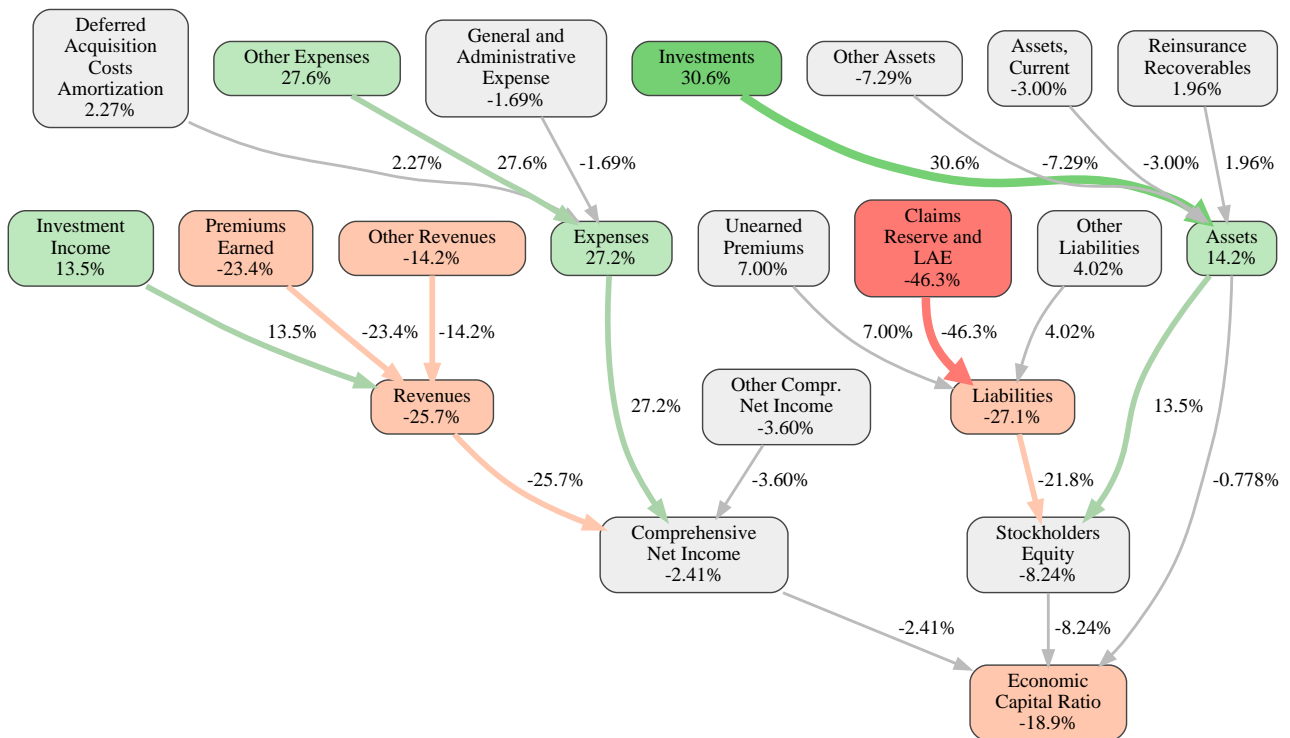 Deferred
Acquisition
Costs
Amortization
2.27%
Other Expenses
27.6%
General and
Administrative
Expense
-1.69%
Investments
30.6%
Other Assets
-7.29%
Assets,
Current
-3.00%
Reinsurance
Recoverables
1.96%
2.27%
27.6%
-1.69%
30.6%
-7.29%
-3.00%
1.96%
Investment
Income
13.5%
Premiums
Earned
-23.4%
Other Revenues
-14.2%
Expenses
27.2%
Unearned
Premiums
7.00%
Claims
Reserve and
LAE
-46.3%
Other
Liabilities
4.02%
Assets
14.2%
13.5%
-23.4%
-14.2%
7.00%
-46.3%
4.02%
Revenues
-25.7%
27.2%
Other Compr.
Net Income
-3.60%
Liabilities
-27.1%
13.5%
-25.7%
-3.60%
-21.8%
-0.778%
Comprehensive
Net Income
-2.41%
Stockholders
Equity
-8.24%
-2.41%
-8.24%
Economic
Capital Ratio
-18.9%